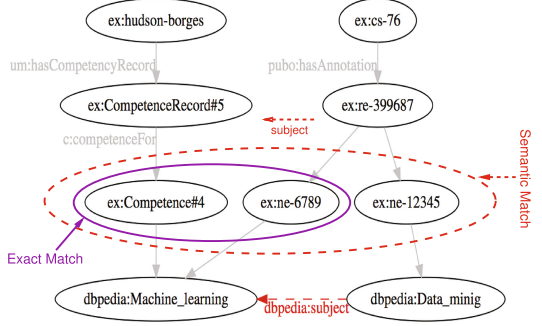 ex:hudson-borges
ex:cs-76
um:hasCompetencyRecord
pubo:hasAnnotation
ex:CompetenceRecord#5
ex:re-399687
subject
c:competenceFor
Semantic Match
ex:Competence#4
ex:ne-6789
ex:ne-12345
Exact Match
dbpedia:Machine_learning
dbpedia:subject
dbpedia:Data_minig